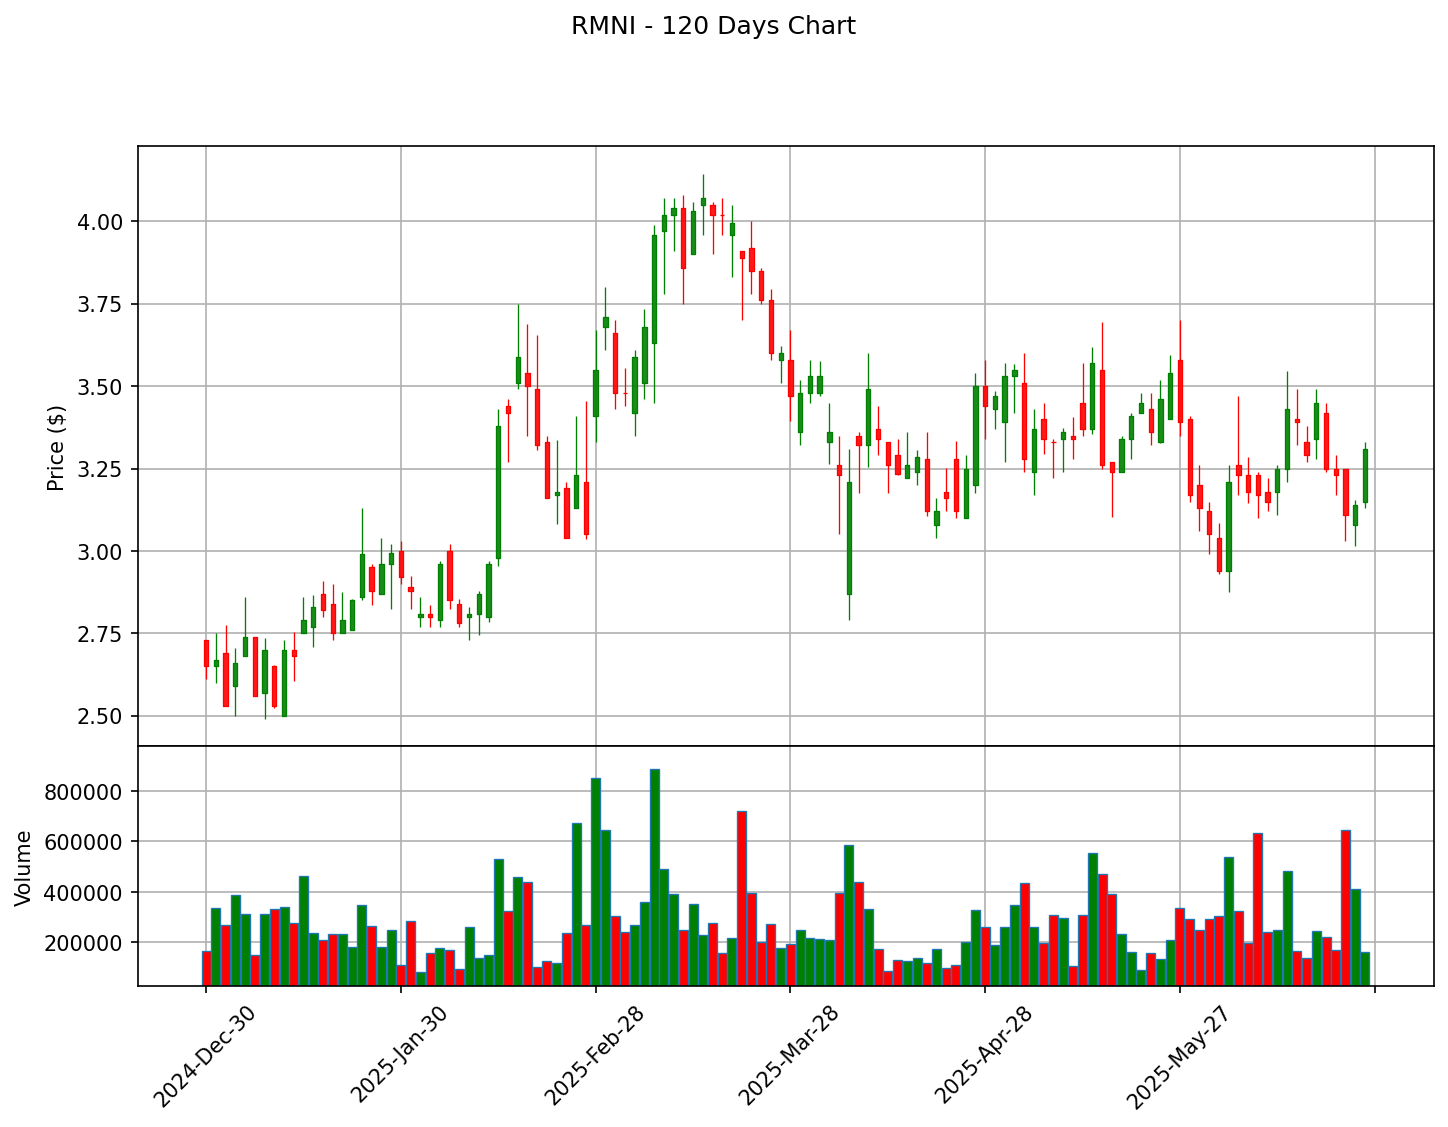 RMNI - 120 Days Chart
Price ($)
4.00
3.75
3.50
3.25
3.00
2.75
2.50
Volume
800000
600000
400000
200000
2024-Dec-30
2025-Jan-30
2025-Feb-28
2025-Mar-28
2025-Apr-28
2025-May-27